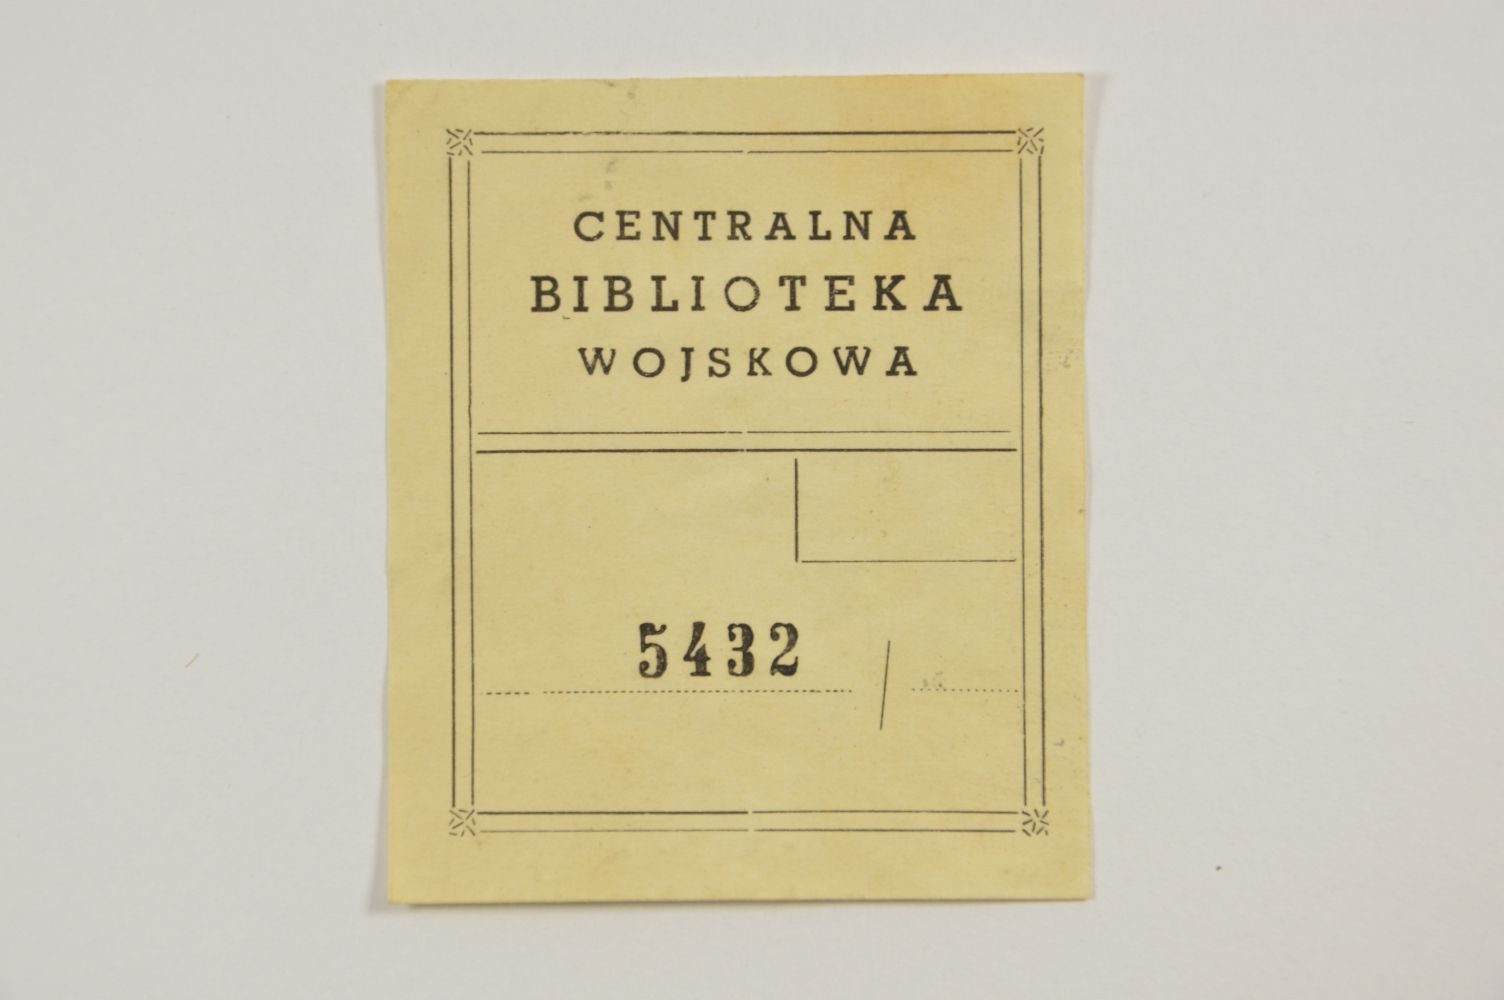 CENTRALNA
BIBLIOTEKA
WOJSKOWA
5432 /